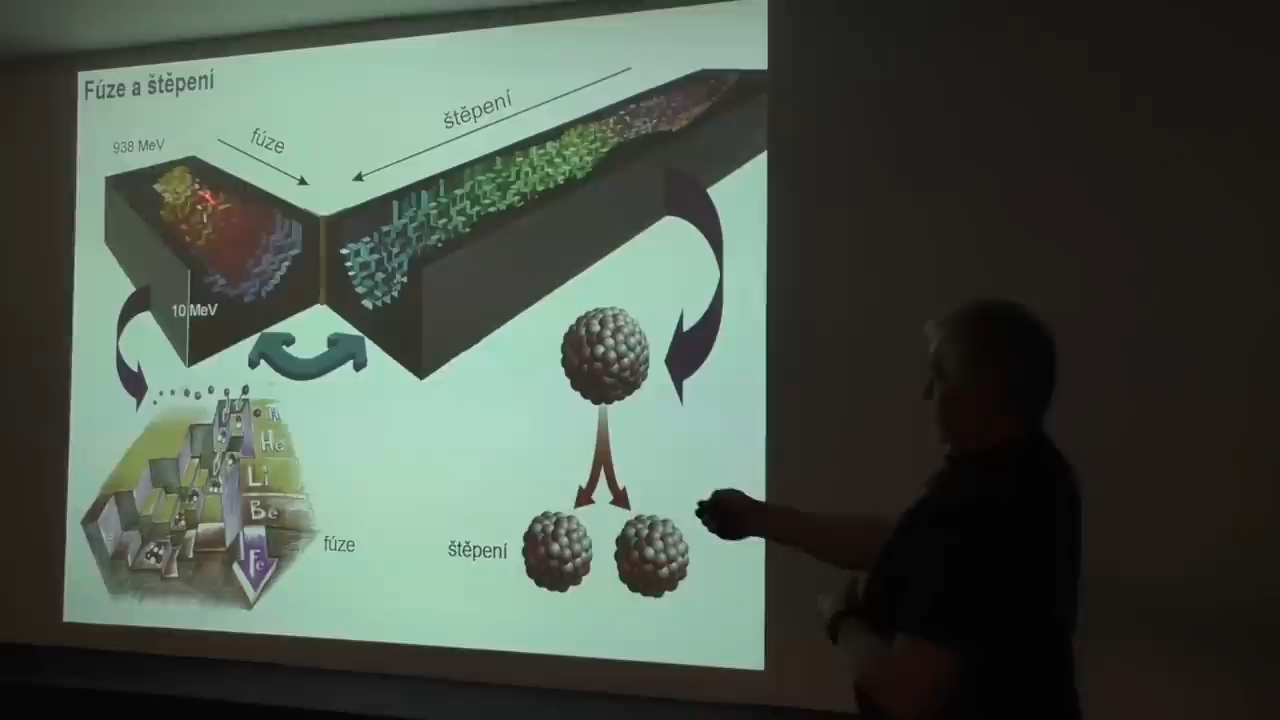 Fúze a štěpení
938 MeV
fúze
štěpení
10 MeV
He
Li
Be
Fe
fúze
štěpení